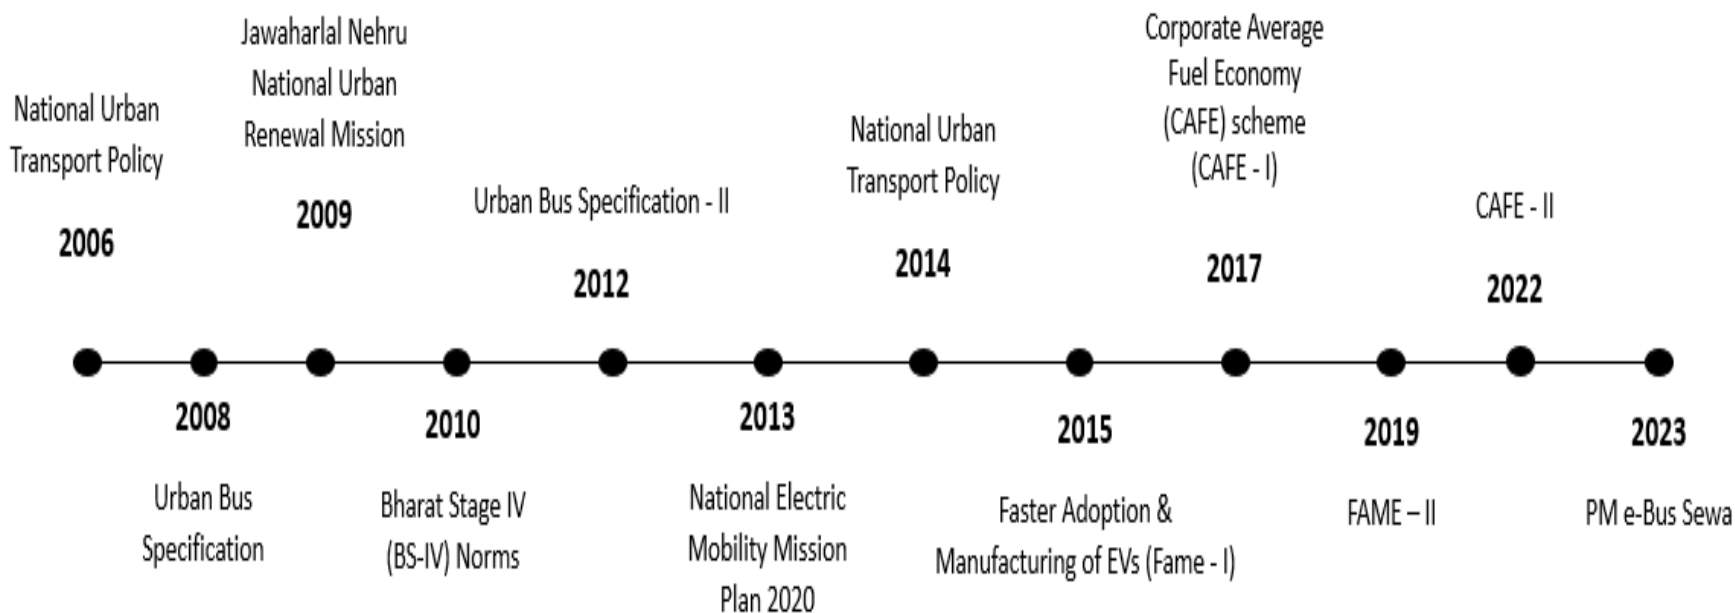 National Urban
Transport Policy
2006
2008
Urban Bus
Specification
Jawaharlal Nehru
National Urban
Renewal Mission
2009
2010
Bharat Stage IV
(BS-IV) Norms
Urban Bus Specification - II
2012
2013
National Electric
Mobility Mission
Plan 2020
National Urban
Transport Policy
2014
2015
Faster Adoption &
Manufacturing of EVs (Fame - I)
Corporate Average
Fuel Economy
(CAFE) scheme
(CAFE - I)
2017
2019
FAME – II
CAFE - II
2022
2023
PM e-Bus Sewa